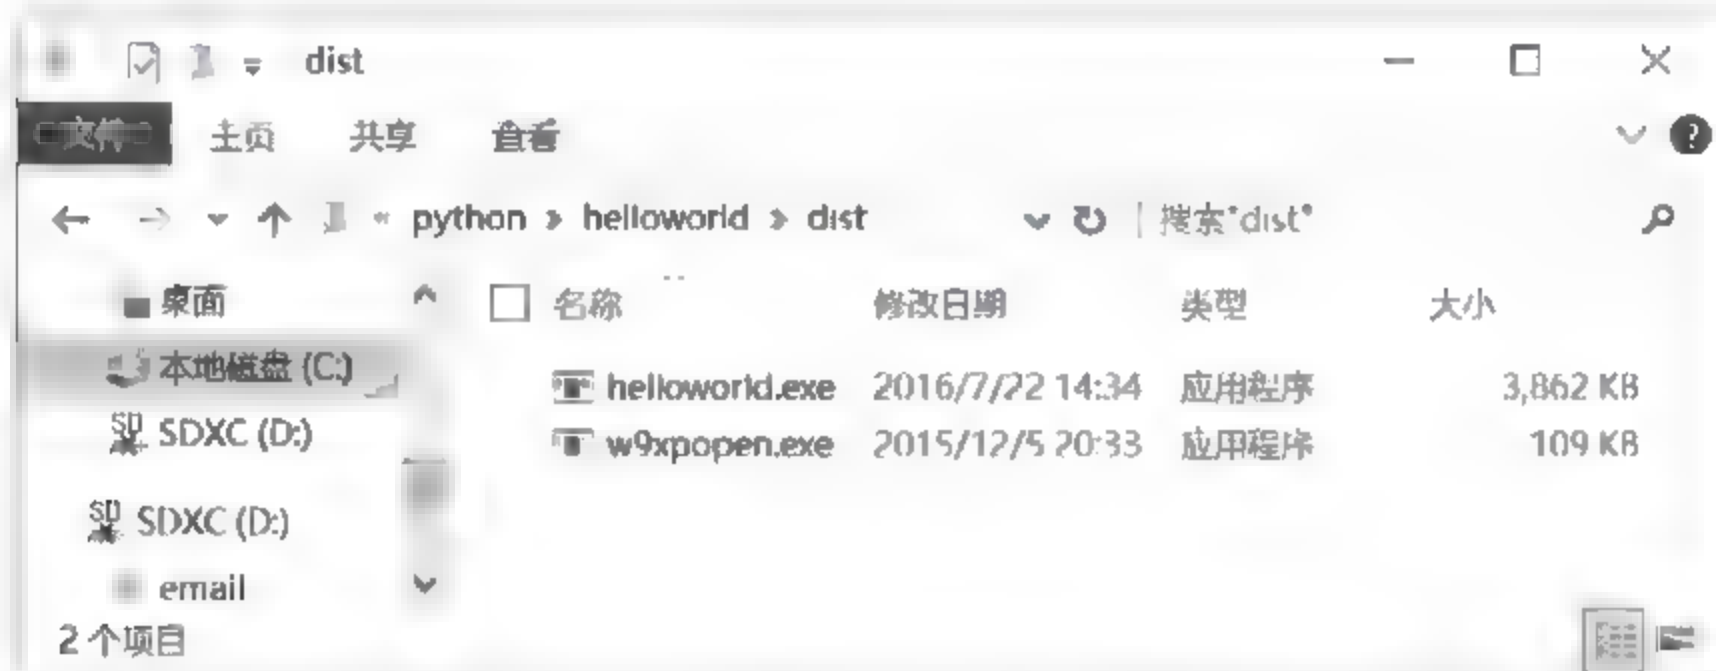 dist
文件 主页 共享 查看
« python › helloworld › dist 搜索"dist"
桌面 名称 修改日期 类型 大小
本地磁盘 (C:) helloworld.exe 2016/7/22 14:34 应用程序 3,862 KB
SDXC (D:) w9xpopen.exe 2015/12/5 20:33 应用程序 109 KB
SDXC (D:)
email
2 个项目